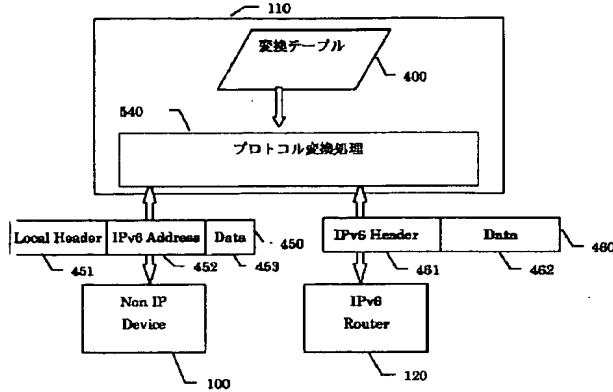 110
変換テーブル
400
540
プロトコル変換処理
Local Header IPv6 Address Data 450
451 452 453
IPv6 Header Data 460
461 462
Non IP
Device
100
IPv6
Router
120